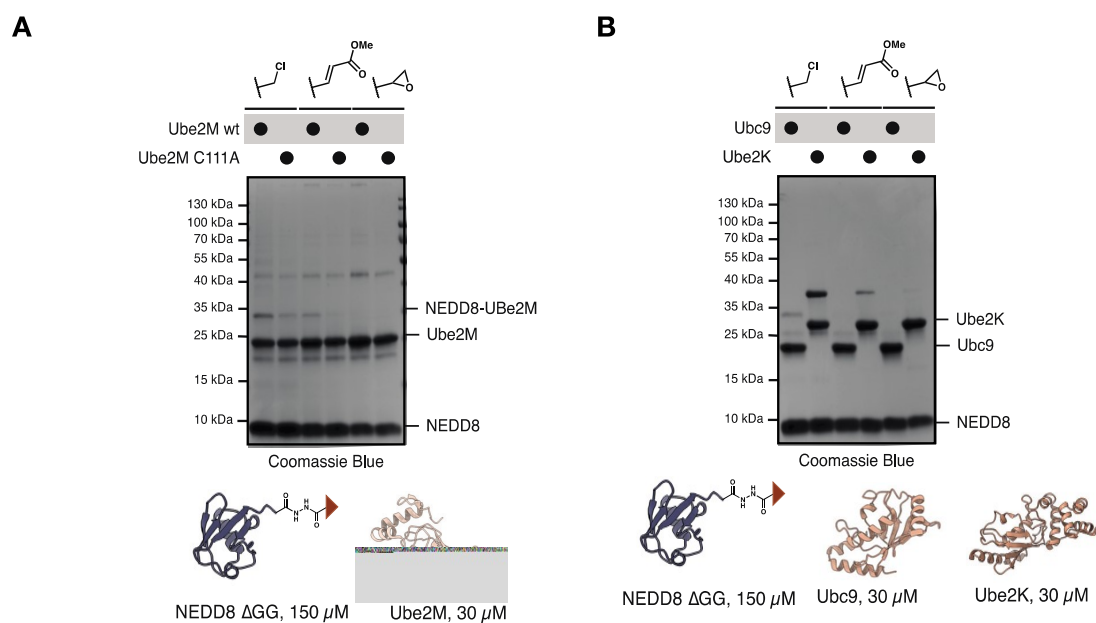 A
Cl
OMe
O
O
Ube2M wt
Ube2M C111A
130 kDa
100 kDa
70 kDa
55 kDa
40 kDa
35 kDa
25 kDa
15 kDa
10 kDa
NEDD8-UBe2M
Ube2M
NEDD8
Coomassie Blue
O
H
N
N
H
O
NEDD8 ΔGG, 150 μM
Ube2M, 30 μM
B
Cl
OMe
O
O
Ubc9
Ube2K
130 kDa
100 kDa
70 kDa
55 kDa
40 kDa
35 kDa
25 kDa
15 kDa
10 kDa
Ube2K
Ubc9
NEDD8
Coomassie Blue
O
H
N
N
H
O
NEDD8 ΔGG, 150 μM
Ubc9, 30 μM
Ube2K, 30 μM